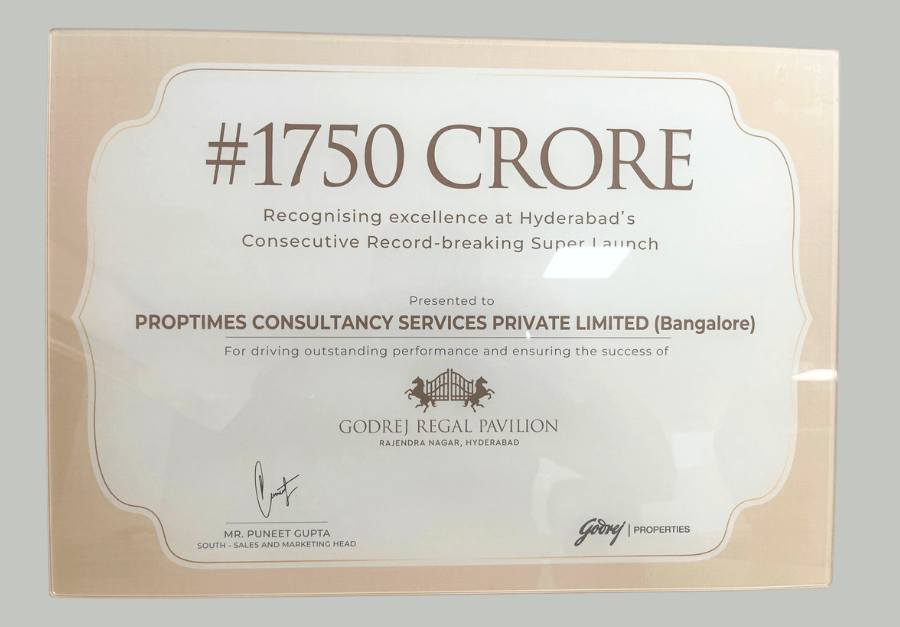 #1750 CRORE
Recognising excellence at Hyderabad's
Consecutive Record-breaking Super Launch
Presented to
PROPTIMES CONSULTANCY SERVICES PRIVATE LIMITED (Bangalore)
For driving outstanding performance and ensuring the success of
GODREJ REGAL PAVILION
RAJENDRA NAGAR, HYDERABAD
Puneet
MR. PUNEET GUPTA
SOUTH - SALES AND MARKETING HEAD
Godrej | PROPERTIES